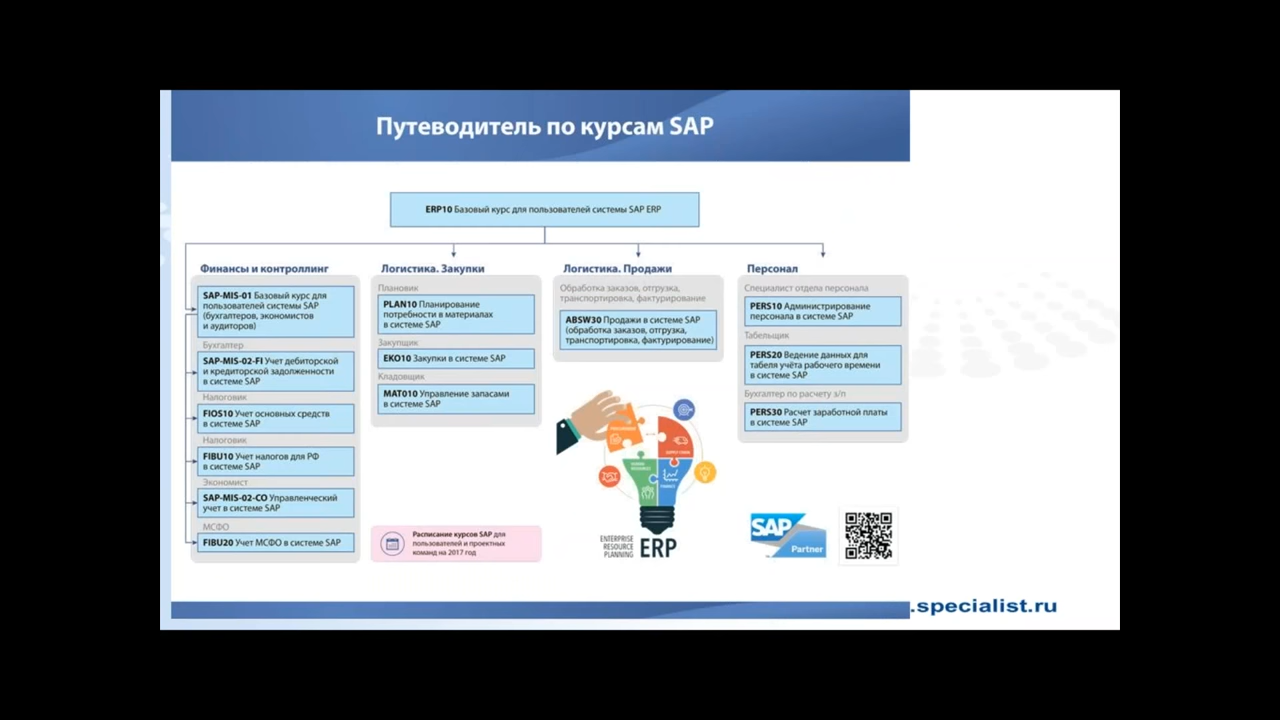 Путеводитель по курсам SAP
ERP10 Базовый курс для пользователей системы SAP ERP
Финансы и контроллинг
SAP-MIS-01 Базовый курс для
пользователей системы SAP
(бухгалтеров, экономистов
и аудиторов)
Бухгалтер
SAP-MIS-02-FI Учет дебиторской
и кредиторской задолженности
в системе SAP
Налоговик
FIOS10 Учет основных средств
в системе SAP
Налоговик
FIBU10 Учет налогов для РФ
в системе SAP
Экономист
SAP-MIS-02-CO Управленческий
учет в системе SAP
МСФО
FIBU20 Учет МСФО в системе SAP
Логистика. Закупки
Плановик
PLAN10 Планирование
потребности в материалах
в системе SAP
Закупщик
EKO10 Закупки в системе SAP
Кладовщик
MAT010 Управление запасами
в системе SAP
Расписание курсов SAP для
пользователей и проектных
команд на 2017 год
Логистика. Продажи
Обработка заказов, отгрузка,
транспортировка, фактурирование
ABSW30 Продажи в системе SAP
(обработка заказов, отгрузка,
транспортировка, фактурирование)
ENTERPRISE
RESOURCE
PLANNING
ERP
Персонал
Специалист отдела персонала
PERS10 Администрирование
персонала в системе SAP
Табельщик
PERS20 Ведение данных для
табеля учёта рабочего времени
в системе SAP
Бухгалтер по расчету з/п
PERS30 Расчет заработной платы
в системе SAP
SAP
Partner
.specialist.ru